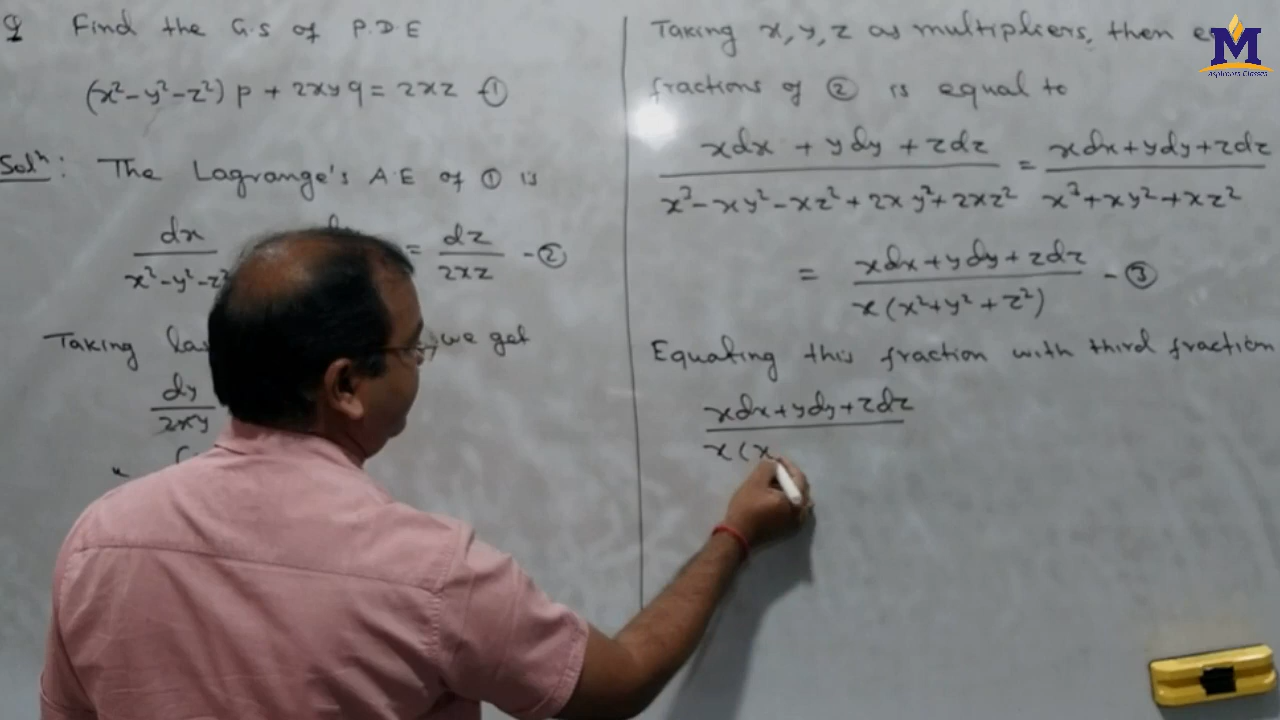 Q Find the G.S of P.D.E
(x²-y²-z²) p + 2xyq = 2xz -①
Solⁿ: The Lagrange's A.E of ① is
dx/x²-y²-z² = dz/2xz -②
Taking we get
dy/2xy
Taking x, y, z as multipliers, then
fractions of ② is equal to
xdx + ydy + zdz/x³-xy²-xz²+2xy²+2xz² = xdx+ydy+zdz/x³+xy²+xz²
= xdx+ydy+zdz/x(x²+y²+z²) -③
Equating this fraction with third fraction
xdx+ydy+zdz/x(x
M
Aspirers Classes